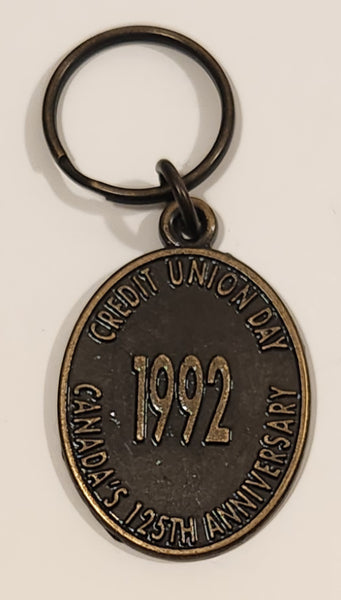 CREDIT UNION DAY
1992
CANADA'S 125TH ANNIVERSARY